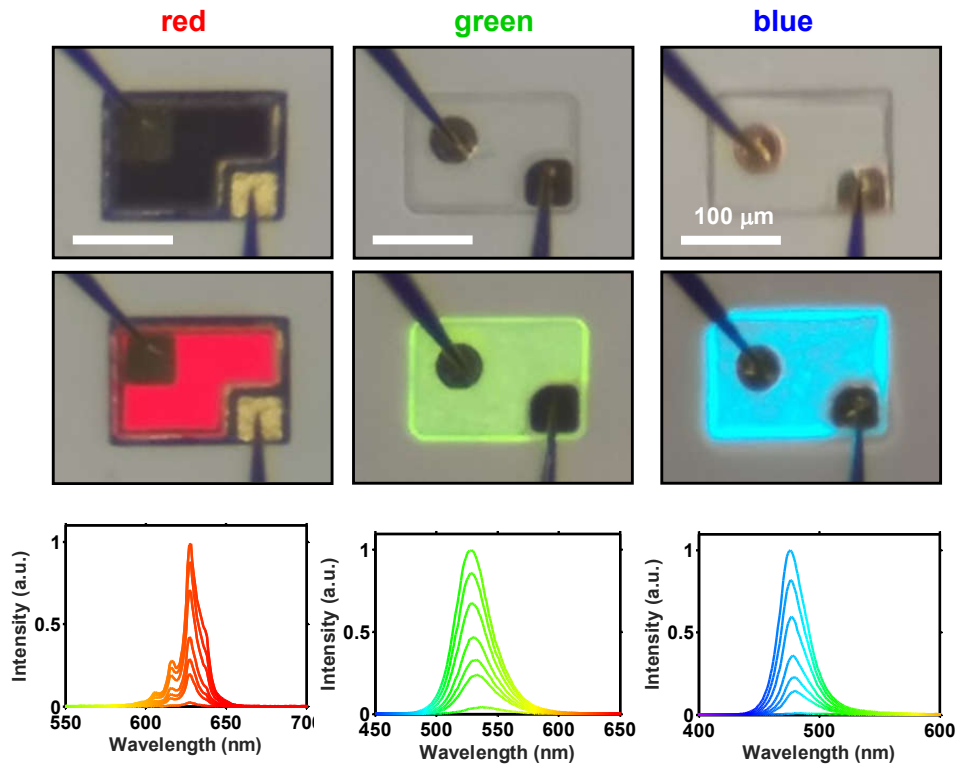 red green blue
100 μm
Intensity (a.u.)
1
0.5
0
550 600 650 700
Wavelength (nm)
Intensity (a.u.)
1
0.5
0
450 500 550 600 650
Wavelength (nm)
Intensity (a.u.)
1
0.5
0
400 500 600
Wavelength (nm)